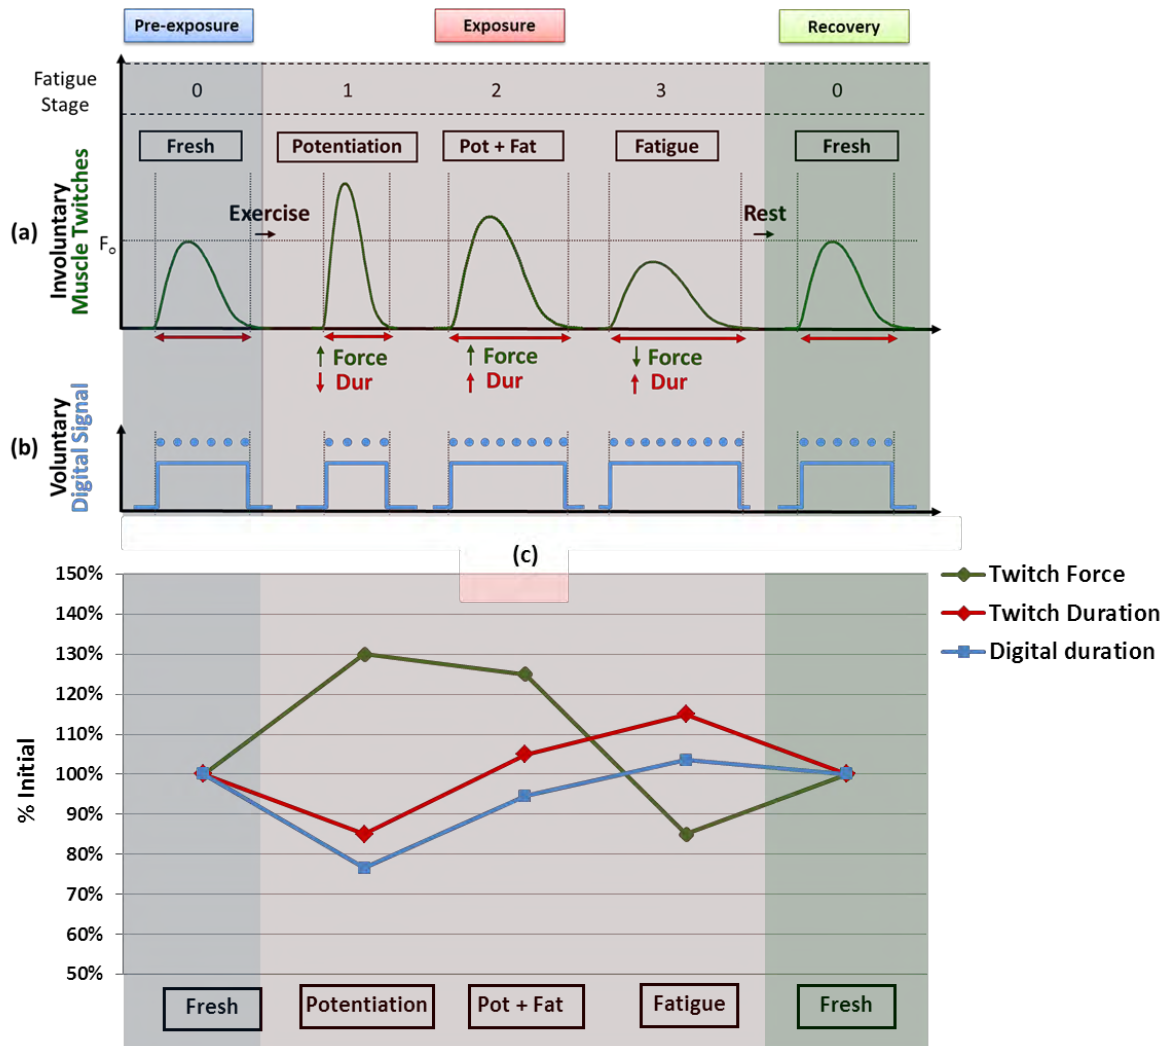 Pre-exposure
Exposure
Recovery
Fatigue
Stage
0
1
2
3
0
Fresh
Potentiation
Pot + Fat
Fatigue
Fresh
(a)
Involuntary
Muscle Twitches
Fo
Exercise
Rest
↑ Force
↓ Dur
↑ Force
↑ Dur
↓ Force
↑ Dur
(b)
Voluntary
Digital Signal
(c)
% Initial
150%
140%
130%
120%
110%
100%
90%
80%
70%
60%
50%
Twitch Force
Twitch Duration
Digital duration
Fresh
Potentiation
Pot + Fat
Fatigue
Fresh